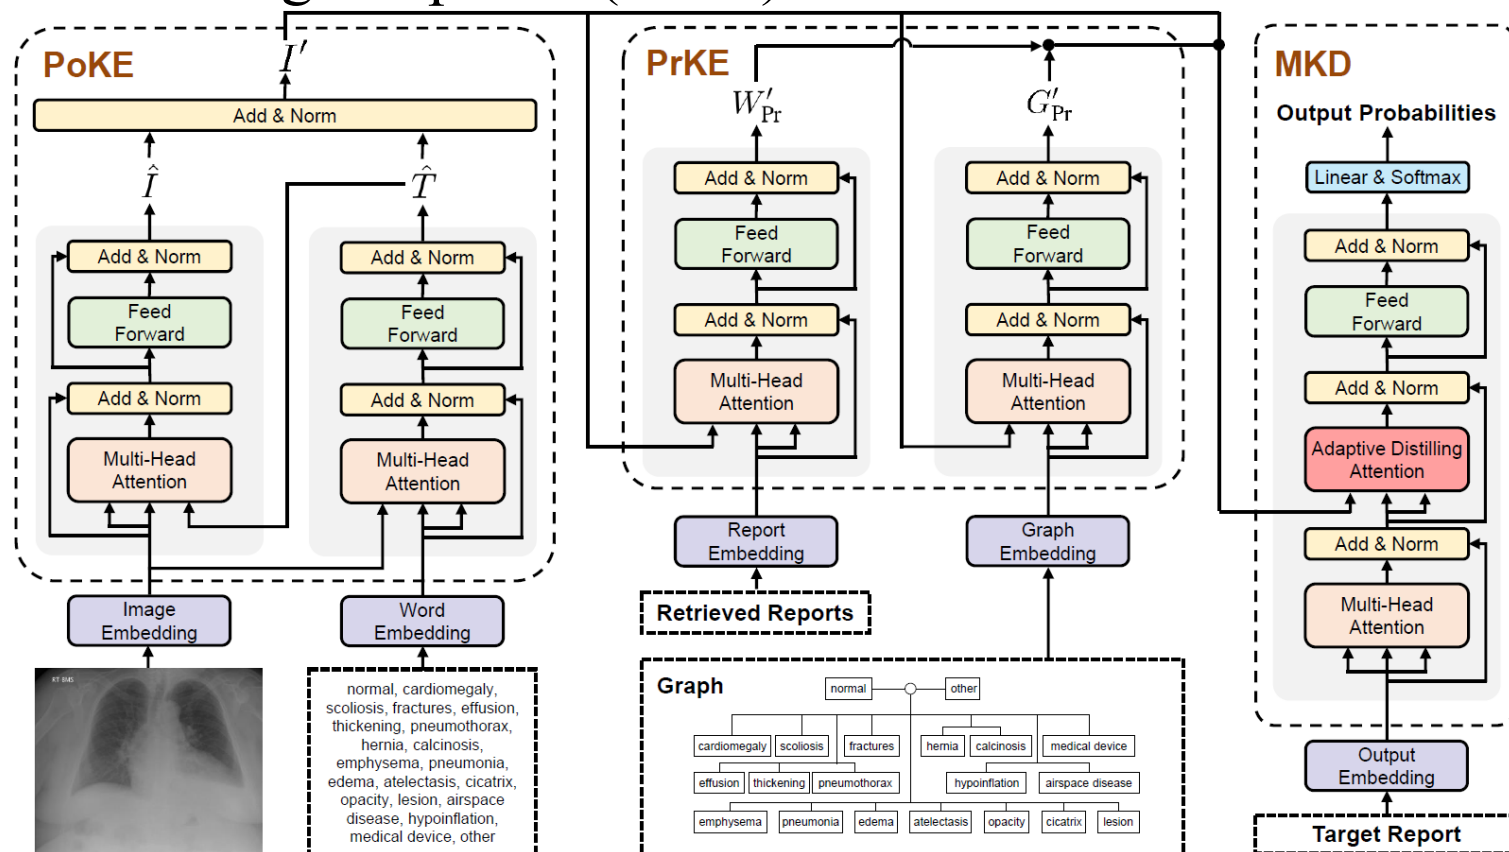 PoKE
I′
Add & Norm
Î
T̂
Add & Norm
Feed
Forward
Add & Norm
Multi-Head
Attention
Add & Norm
Feed
Forward
Add & Norm
Multi-Head
Attention
Image
Embedding
Word
Embedding
KT BMS
normal, cardiomegaly,
scoliosis, fractures, effusion,
thickening, pneumothorax,
hernia, calcinosis,
emphysema, pneumonia,
edema, atelectasis, cicatrix,
opacity, lesion, airspace
disease, hypoinflation,
medical device, other
PrKE
W′Pr
G′Pr
Add & Norm
Feed
Forward
Add & Norm
Multi-Head
Attention
Add & Norm
Feed
Forward
Add & Norm
Multi-Head
Attention
Report
Embedding
Graph
Embedding
Retrieved Reports
Graph
normal other
cardiomegaly scoliosis fractures hernia calcinosis medical device
effusion thickening pneumothorax hypoinflation airspace disease
emphysema pneumonia edema atelectasis opacity cicatrix lesion
MKD
Output Probabilities
Linear & Softmax
Add & Norm
Feed
Forward
Add & Norm
Adaptive Distilling
Attention
Add & Norm
Multi-Head
Attention
Output
Embedding
Target Report